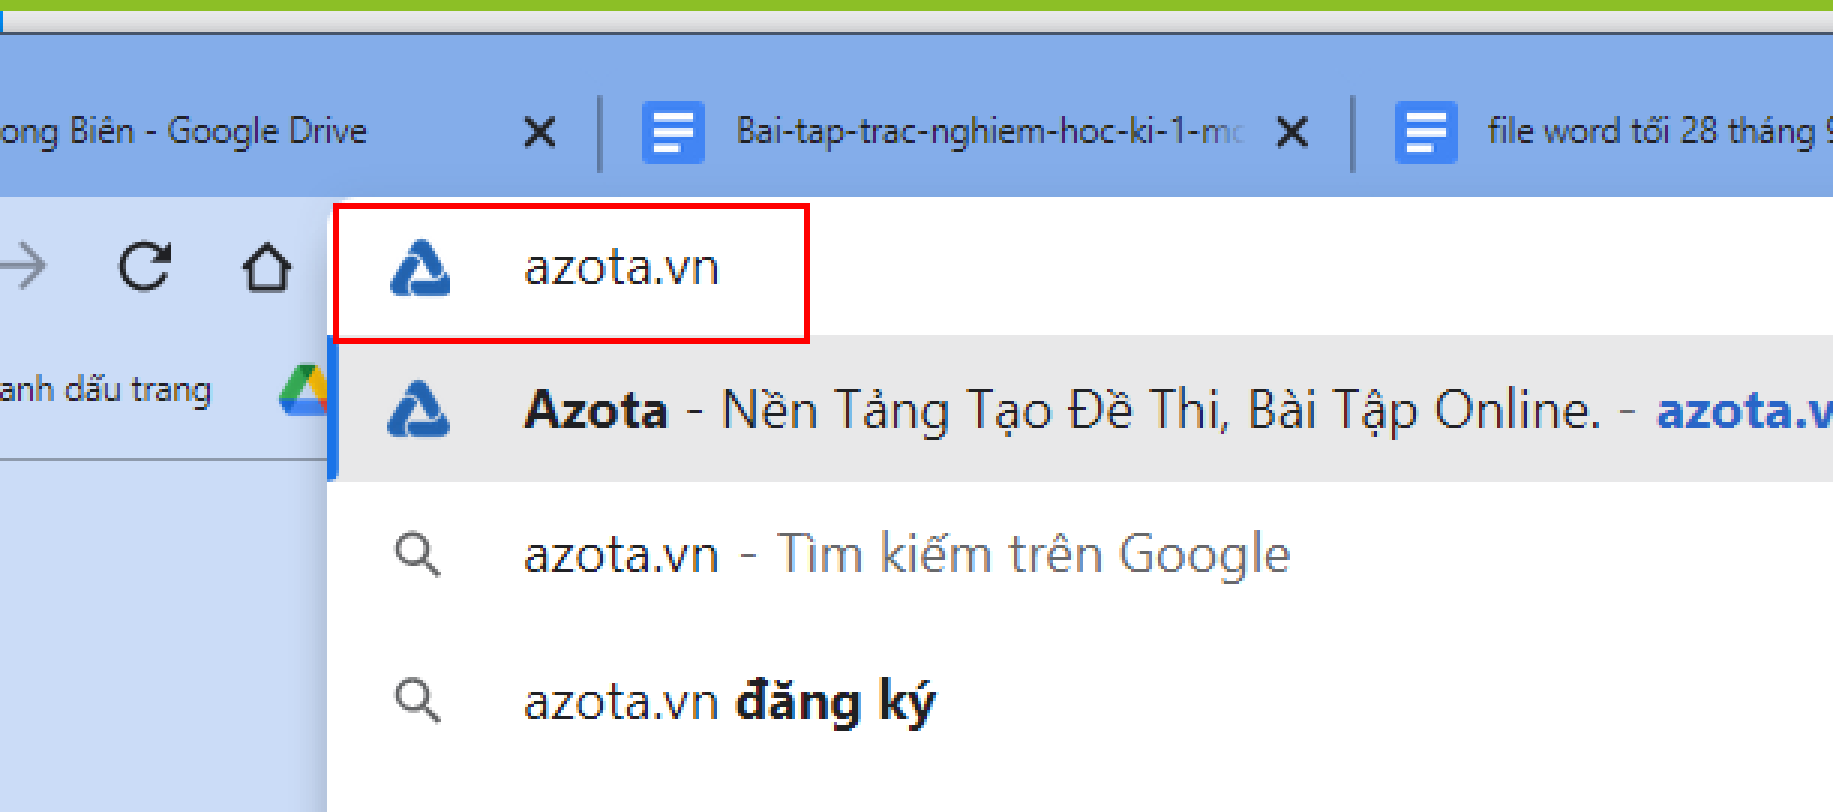 ong Biên - Google Drive
Bai-tap-trac-nghiem-hoc-ki-1-mc
file word tối 28 tháng 9
azota.vn
anh dấu trang
Azota - Nền Tảng Tạo Đề Thi, Bài Tập Online. - azota.v
azota.vn - Tìm kiếm trên Google
azota.vn đăng ký